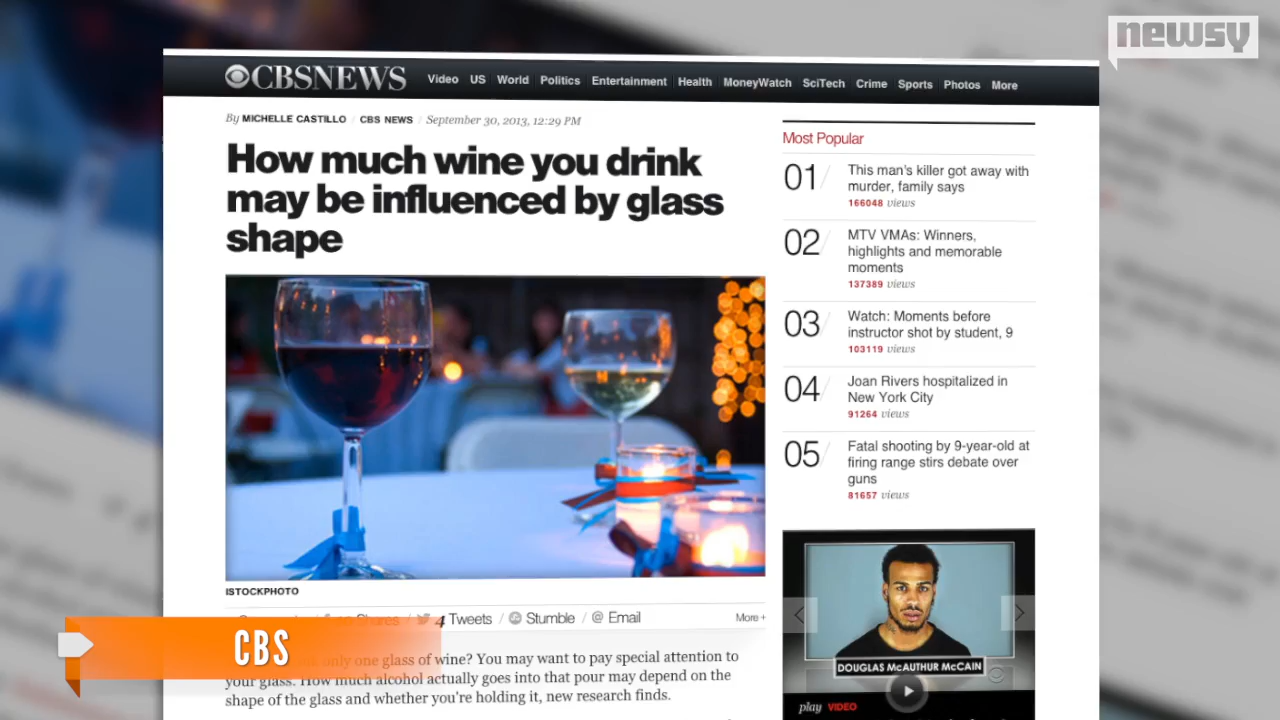 newsy
CBSNEWS
Video US World Politics Entertainment Health MoneyWatch SciTech Crime Sports Photos More
By MICHELLE CASTILLO / CBS NEWS / September 30, 2013, 12:29 PM
How much wine you drink
may be influenced by glass
shape
ISTOCKPHOTO
Shares / 4 Tweets / Stumble / @ Email
More +
CBS
only one glass of wine? You may want to pay special attention to
your glass. How much alcohol actually goes into that pour may depend on the
shape of the glass and whether you're holding it, new research finds.
Most Popular
01/
This man's killer got away with
murder, family says
166048 views
02/
MTV VMAs: Winners,
highlights and memorable
moments
137389 views
03/
Watch: Moments before
instructor shot by student, 9
103119 views
04/
Joan Rivers hospitalized in
New York City
91264 views
05/
Fatal shooting by 9-year-old at
firing range stirs debate over
guns
81657 views
DOUGLAS McAUTHUR McCAIN
play VIDEO